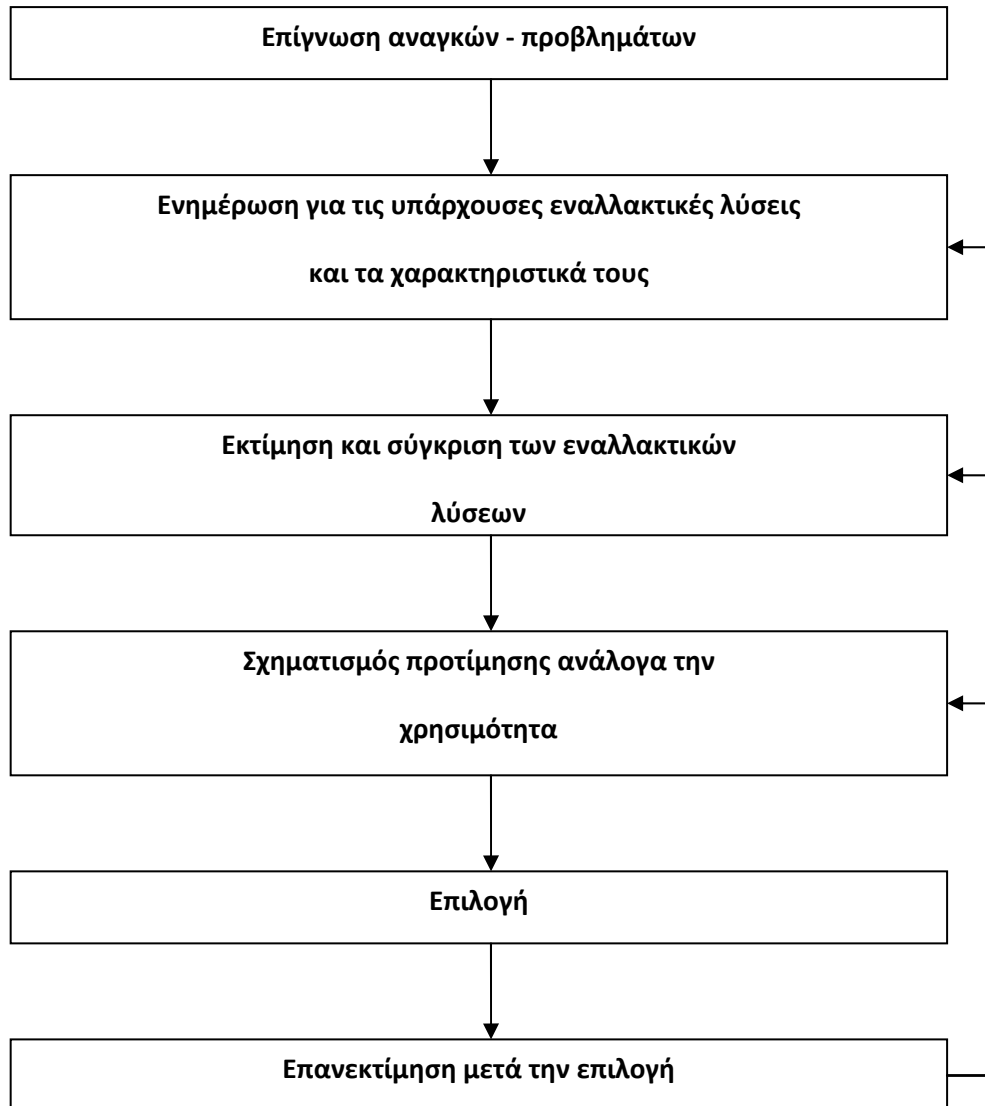 Επίγνωση αναγκών - προβλημάτων
Ενημέρωση για τις υπάρχουσες εναλλακτικές λύσεις
και τα χαρακτηριστικά τους
Εκτίμηση και σύγκριση των εναλλακτικών
λύσεων
Σχηματισμός προτίμησης ανάλογα την
χρησιμότητα
Επιλογή
Επανεκτίμηση μετά την επιλογή